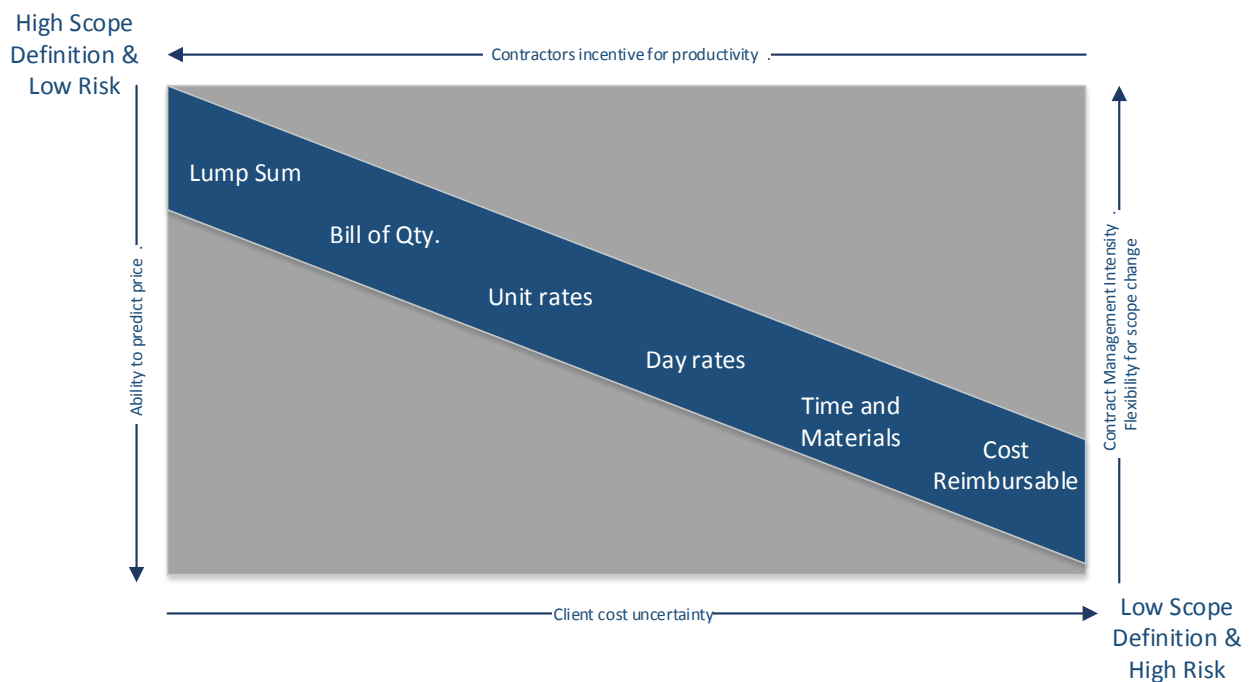 High Scope
Definition &
Low Risk
Contractors incentive for productivity .
Lump Sum
Bill of Qty.
Unit rates
Day rates
Time and
Materials
Cost
Reimbursable
Ability to predict price .
Contract Management Intensity .
Flexibility for scope change
Client cost uncertainty
Low Scope
Definition &
High Risk